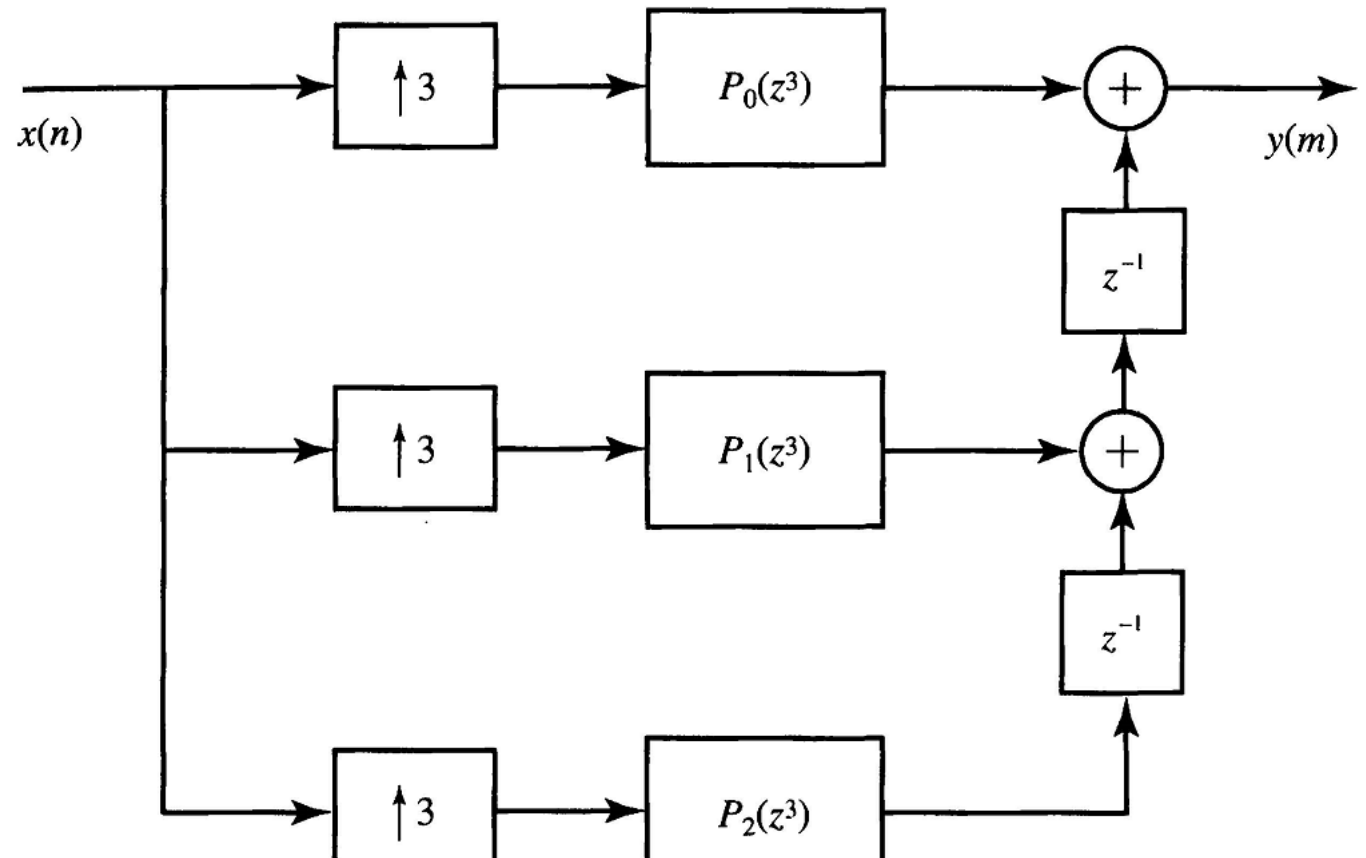 ↑3
P₀(z³)
+
x(n)
y(m)
z⁻¹
↑3
P₁(z³)
+
z⁻¹
↑3
P₂(z³)